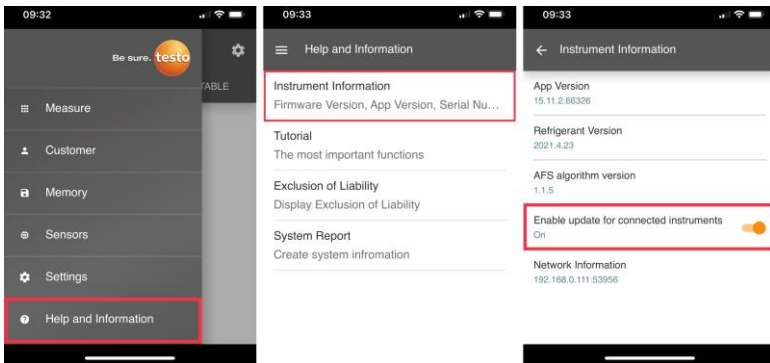 09:32
Be sure. testo
TABLE
Measure
Customer
Memory
Sensors
Settings
Help and Information
09:33
Help and Information
Instrument Information
Firmware Version, App Version, Serial Nu...
Tutorial
The most important functions
Exclusion of Liability
Display Exclusion of Liability
System Report
Create system infromation
09:33
Instrument Information
App Version
15.11.2.66326
Refrigerant Version
2021.4.23
AFS algorithm version
1.1.5
Enable update for connected instruments
On
Network Information
192.168.0.111:53956